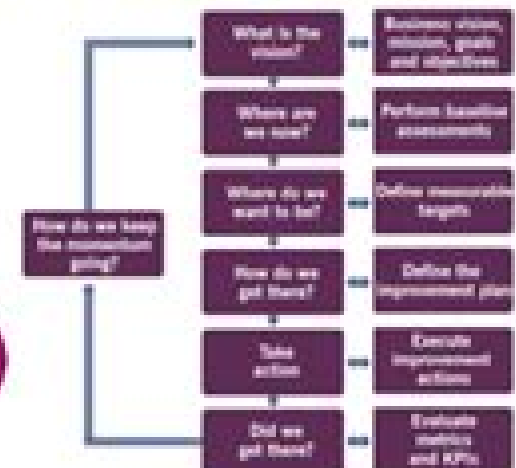 What is the
vision?
Business vision,
mission, goals
and objectives
Where are
we now?
Perform baseline
assessments
Where do we
want to be?
Define measurable
targets
How do we keep
the momentum
going?
How do we
get there?
Define the
improvement plan
Take
action
Execute
improvement
actions
Did we
get there?
Evaluate
metrics
and KPIs